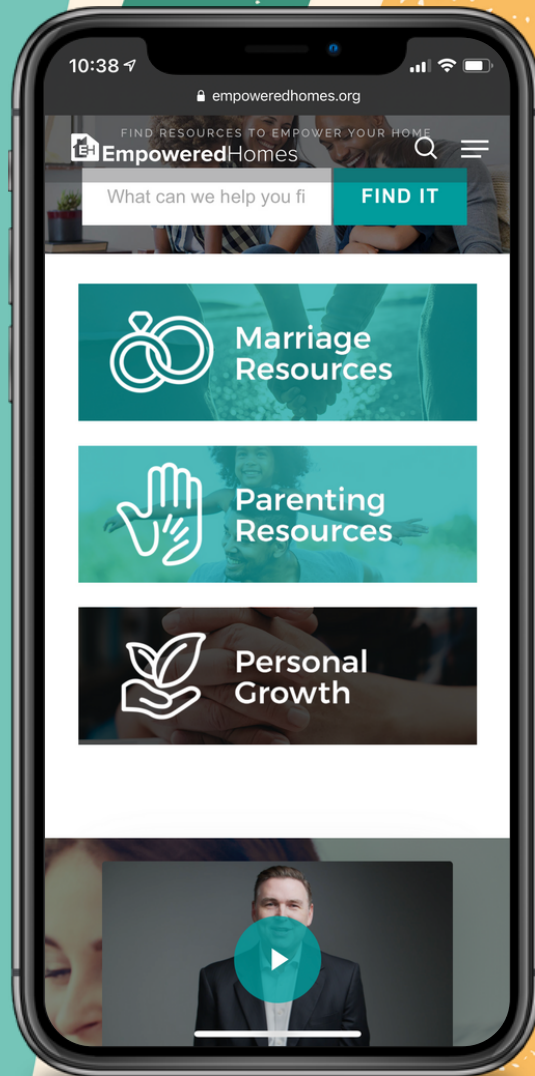 10:38
empoweredhomes.org
FIND RESOURCES TO EMPOWER YOUR HOME
EH EmpoweredHomes
What can we help you fi
FIND IT
Marriage
Resources
Parenting
Resources
Personal
Growth